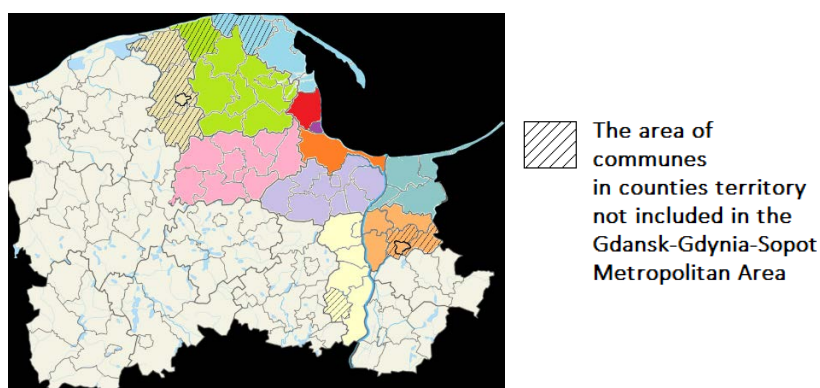 The area of
communes
in counties territory
not included in the
Gdansk-Gdynia-Sopot
Metropolitan Area